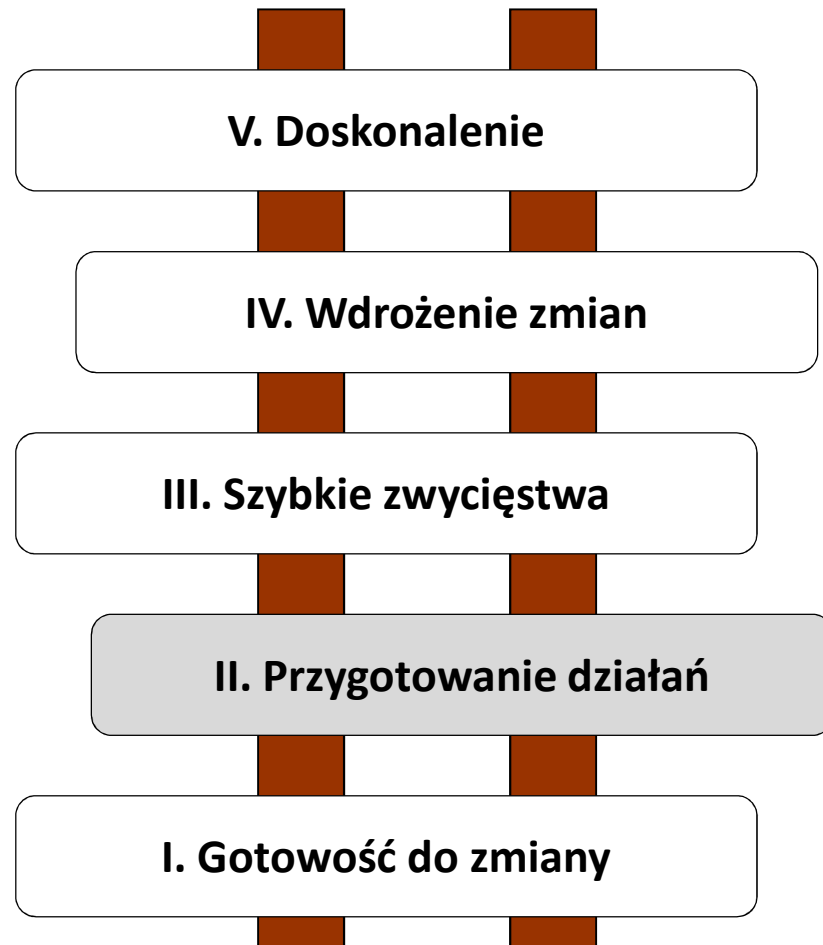 V. Doskonalenie
IV. Wdrożenie zmian
III. Szybkie zwycięstwa
II. Przygotowanie działań
I. Gotowość do zmiany